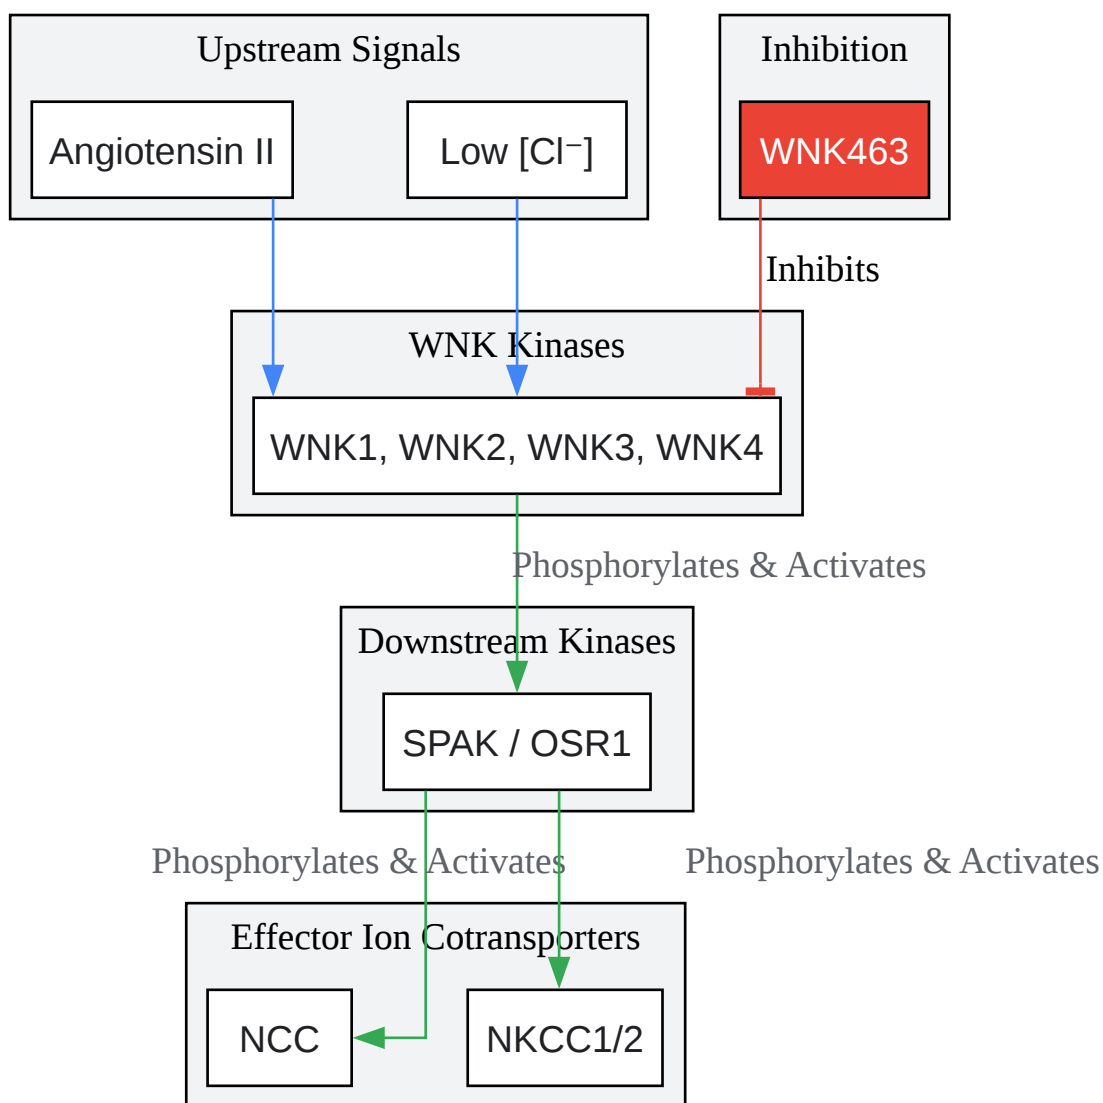 Upstream Signals
Inhibition
Angiotensin II
Low [Cl⁻]
WNK463
Inhibits
WNK Kinases
WNK1, WNK2, WNK3, WNK4
Phosphorylates & Activates
Downstream Kinases
SPAK / OSR1
Phosphorylates & Activates
Phosphorylates & Activates
Effector Ion Cotransporters
NCC
NKCC1/2